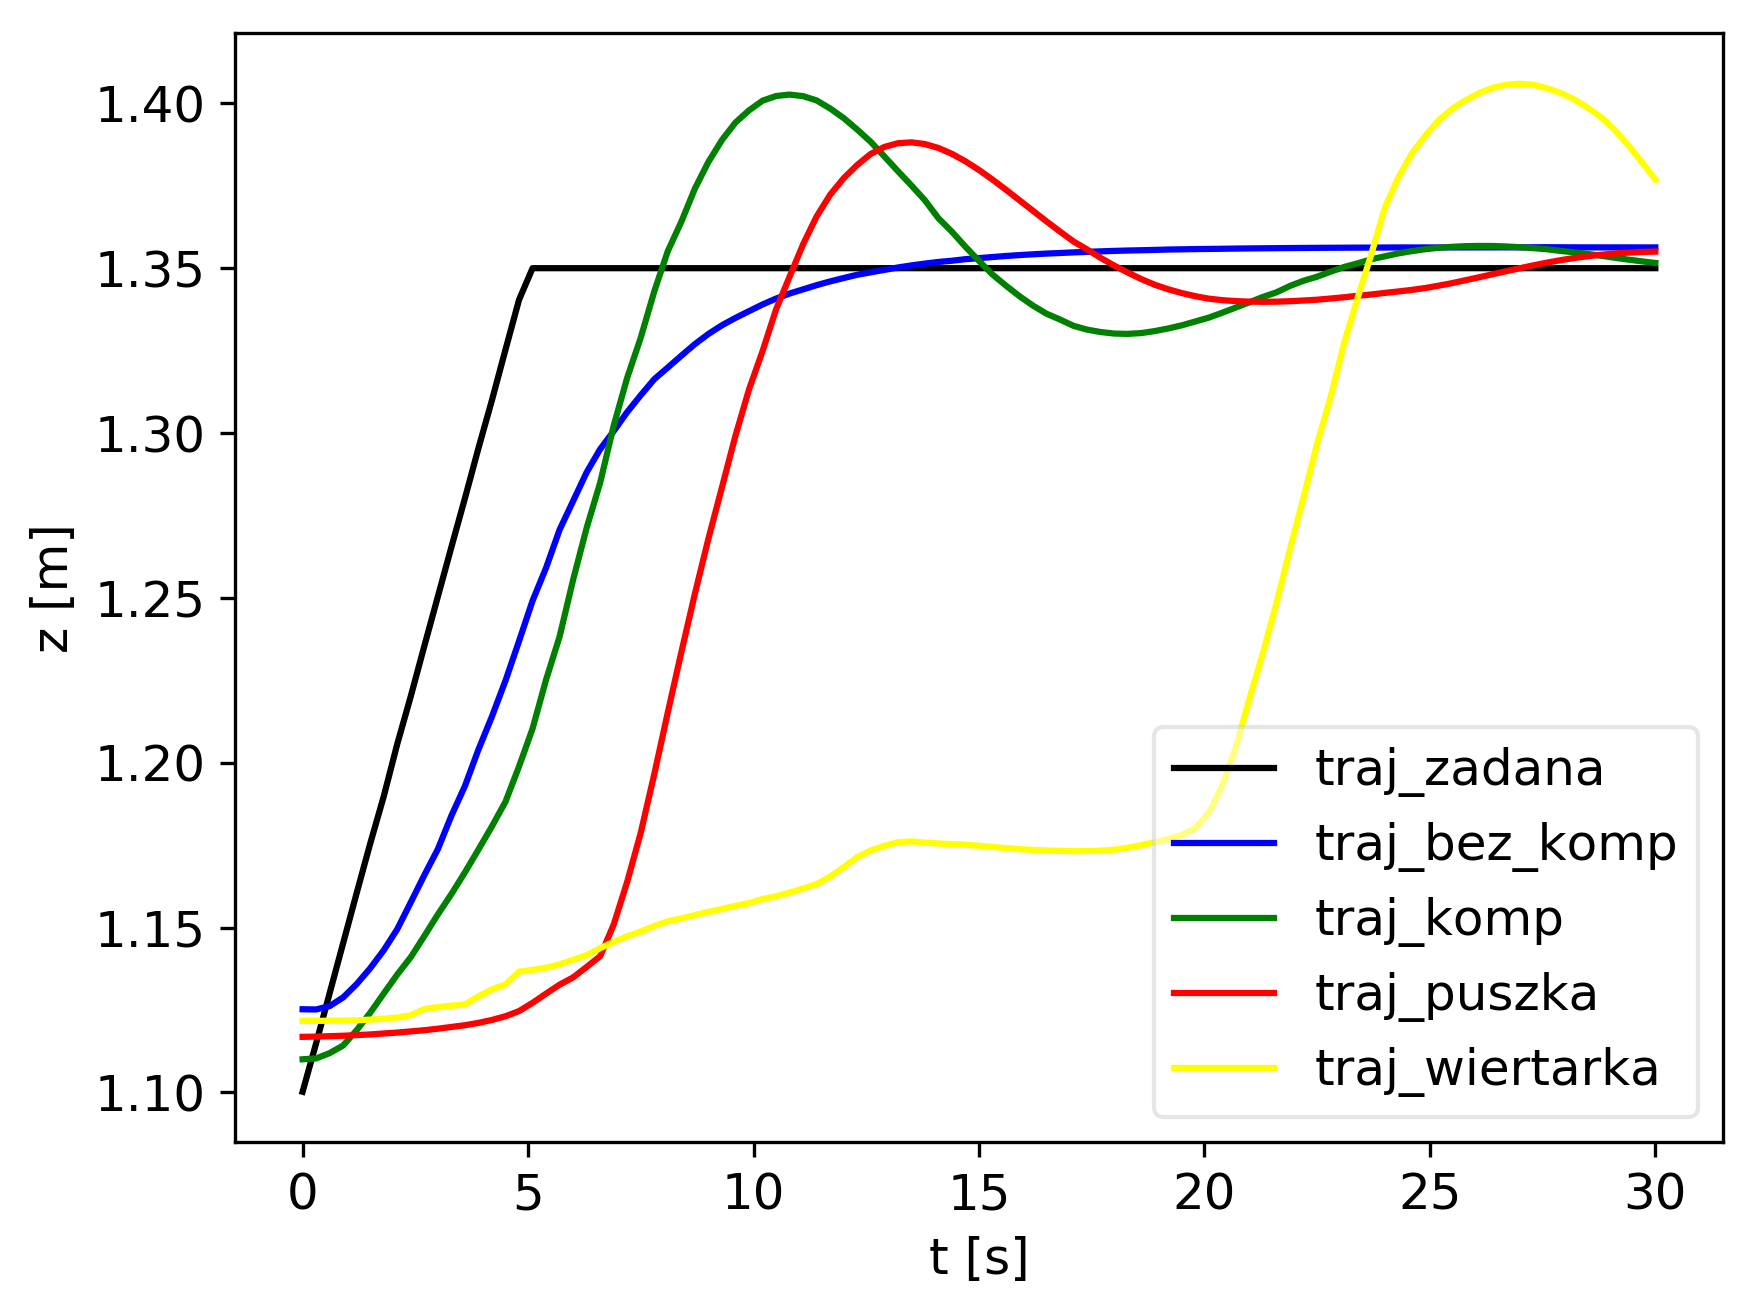 1.40
1.35
1.30
1.25
1.20
1.15
1.10
z [m]
0 5 10 15 20 25 30
t [s]
traj_zadana
traj_bez_komp
traj_komp
traj_puszka
traj_wiertarka